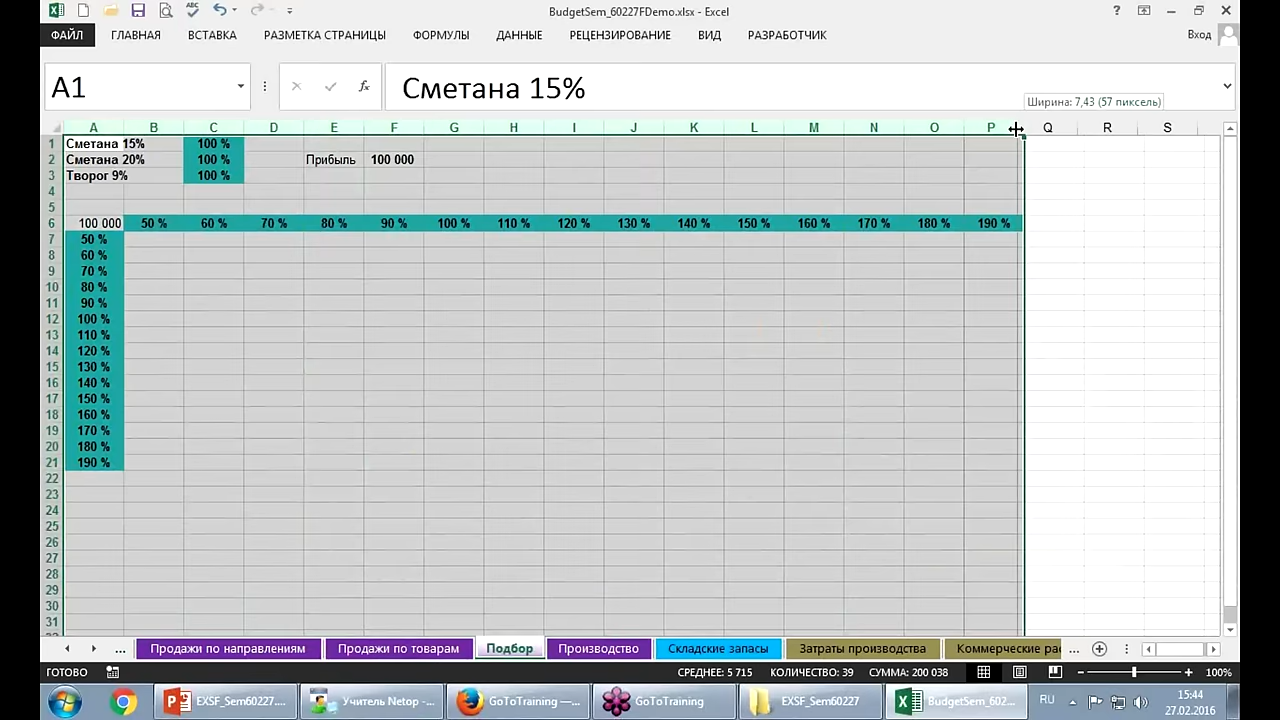 BudgetSem_60227FDemo.xlsx - Excel
?
ФАЙЛ ГЛАВНАЯ ВСТАВКА РАЗМЕТКА СТРАНИЦЫ ФОРМУЛЫ ДАННЫЕ РЕЦЕНЗИРОВАНИЕ ВИД РАЗРАБОТЧИК Вход
A1 fx Сметана 15%
Ширина: 7,43 (57 пиксель)
A B C D E F G H I J K L M N O P Q R S
1 Сметана 15% 100 %
2 Сметана 20% 100 % Прибыль 100 000
3 Творог 9% 100 %
4
5
6 100 000 50 % 60 % 70 % 80 % 90 % 100 % 110 % 120 % 130 % 140 % 150 % 160 % 170 % 180 % 190 %
7 50 %
8 60 %
9 70 %
10 80 %
11 90 %
12 100 %
13 110 %
14 120 %
15 130 %
16 140 %
17 150 %
18 160 %
19 170 %
20 180 %
21 190 %
22
23
24
25
26
27
28
29
30
31
... Продажи по направлениям Продажи по товарам Подбор Производство Складские запасы Затраты производства Коммерческие рас ...
ГОТОВО СРЕДНЕЕ: 5 715 КОЛИЧЕСТВО: 39 СУММА: 200 038 100%
EXSF_Sem60227.... Учитель Netop -... GoToTraining —... GoToTraining EXSF_Sem60227 BudgetSem_602... RU 15:44
27.02.2016